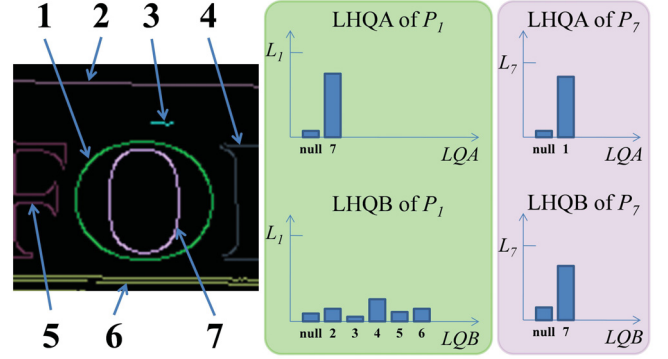 1 2 3 4
5 6 7
LHQA of P1
L1
null 7
LQA
LHQA of P7
L7
null 1
LQA
LHQB of P1
L1
null 2 3 4 5 6
LQB
LHQB of P7
L7
null 7
LQB